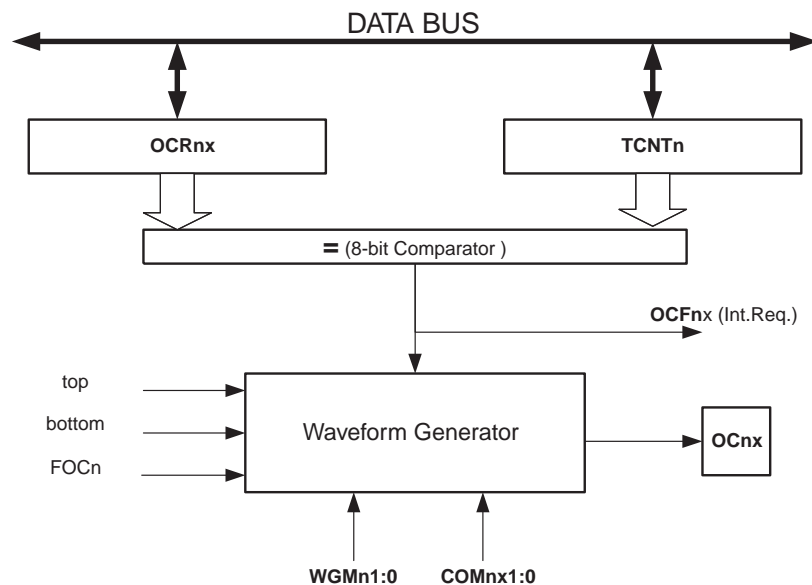 DATA BUS
OCRnx
TCNTn
= (8-bit Comparator )
OCFnx (Int.Req.)
top
bottom
FOCn
Waveform Generator
OCnx
WGMn1:0
COMnx1:0